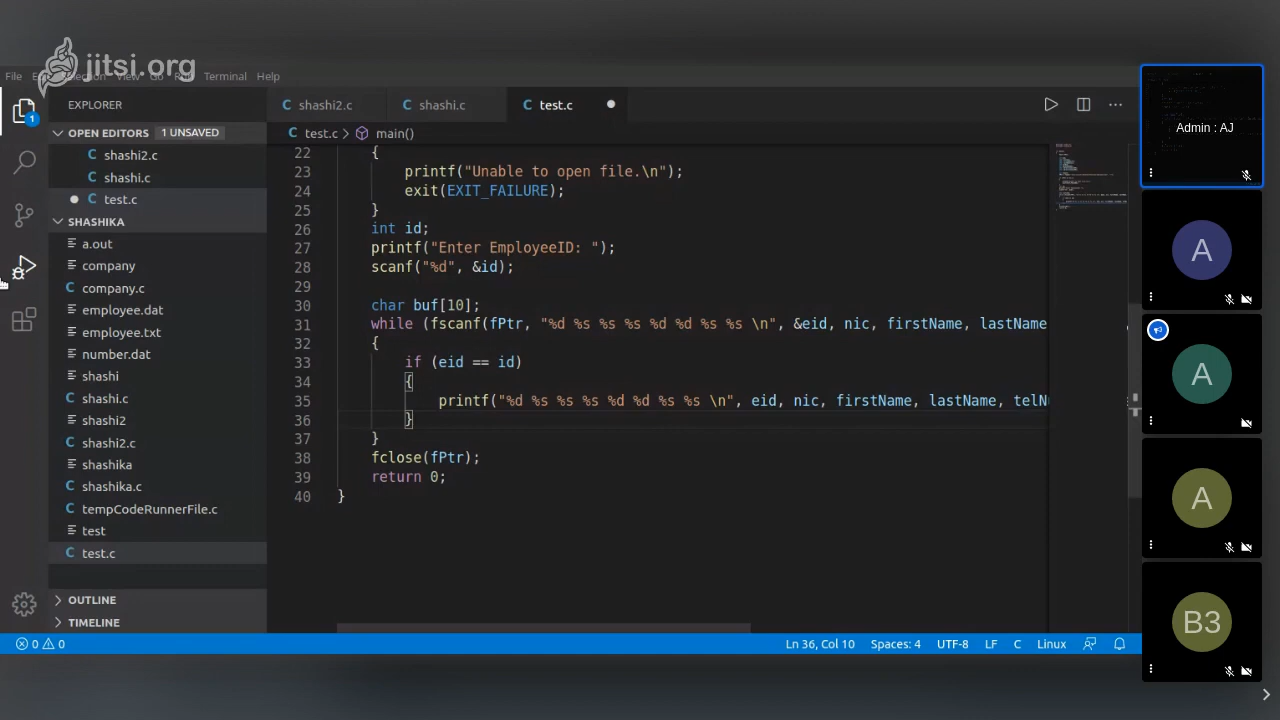 jitsi.org
File
Go
Terminal
Help
EXPLORER
OPEN EDITORS 1 UNSAVED
shashi2.c
shashi.c
test.c
SHASHIKA
a.out
company
company.c
employee.dat
employee.txt
number.dat
shashi
shashi.c
shashi2
shashi2.c
shashika
shashika.c
tempCodeRunnerFile.c
test
test.c
OUTLINE
TIMELINE
1
shashi2.c
shashi.c
test.c
test.c > main()
22 {
23 printf("Unable to open file.\n");
24 exit(EXIT_FAILURE);
25 }
26 int id;
27 printf("Enter EmployeeID: ");
28 scanf("%d", &id);
29
30 char buf[10];
31 while (fscanf(fPtr, "%d %s %s %s %d %d %s %s \n", &eid, nic, firstName, lastName
32 {
33 if (eid == id)
34 {
35 printf("%d %s %s %s %d %d %s %s \n", eid, nic, firstName, lastName, telNu
36 }
37 }
38 fclose(fPtr);
39 return 0;
40 }
0 0
Ln 36, Col 10
Spaces: 4
UTF-8
LF
C
Linux
Admin : AJ
A
A
A
B3